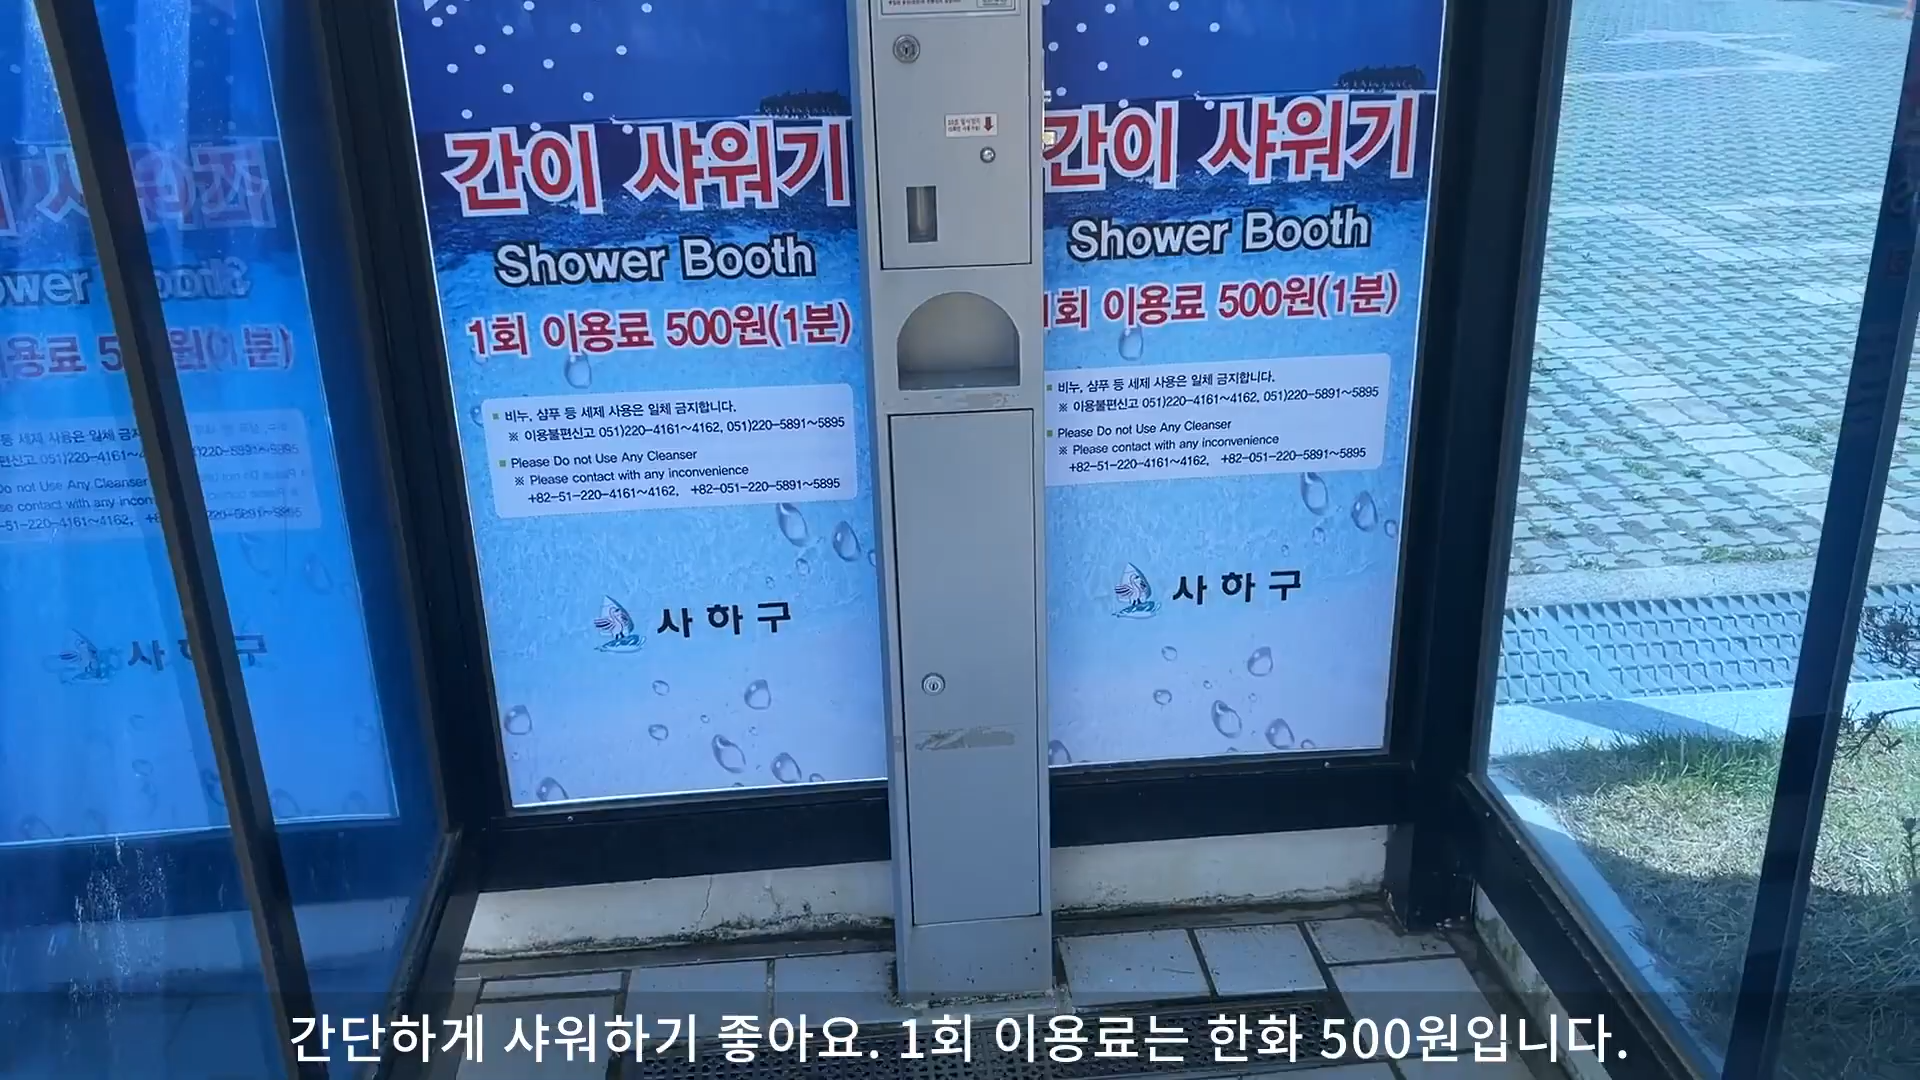 간이 샤워기
Shower Booth
1회 이용료 500원(1분)
비누, 샴푸 등 세제 사용은 일체 금지합니다.
※ 이용불편신고 051)220-4161~4162, 051)220-5891~5895
Please Do not Use Any Cleanser
※ Please contact with any inconvenience
+82-51-220-4161~4162, +82-051-220-5891~5895
사하구
간이 샤워기
Shower Booth
1회 이용료 500원(1분)
비누, 샴푸 등 세제 사용은 일체 금지합니다.
※ 이용불편신고 051)220-4161~4162, 051)220-5891~5895
Please Do not Use Any Cleanser
※ Please contact with any inconvenience
+82-51-220-4161~4162, +82-051-220-5891~5895
사하구
간단하게 샤워하기 좋아요. 1회 이용료는 한화 500원입니다.